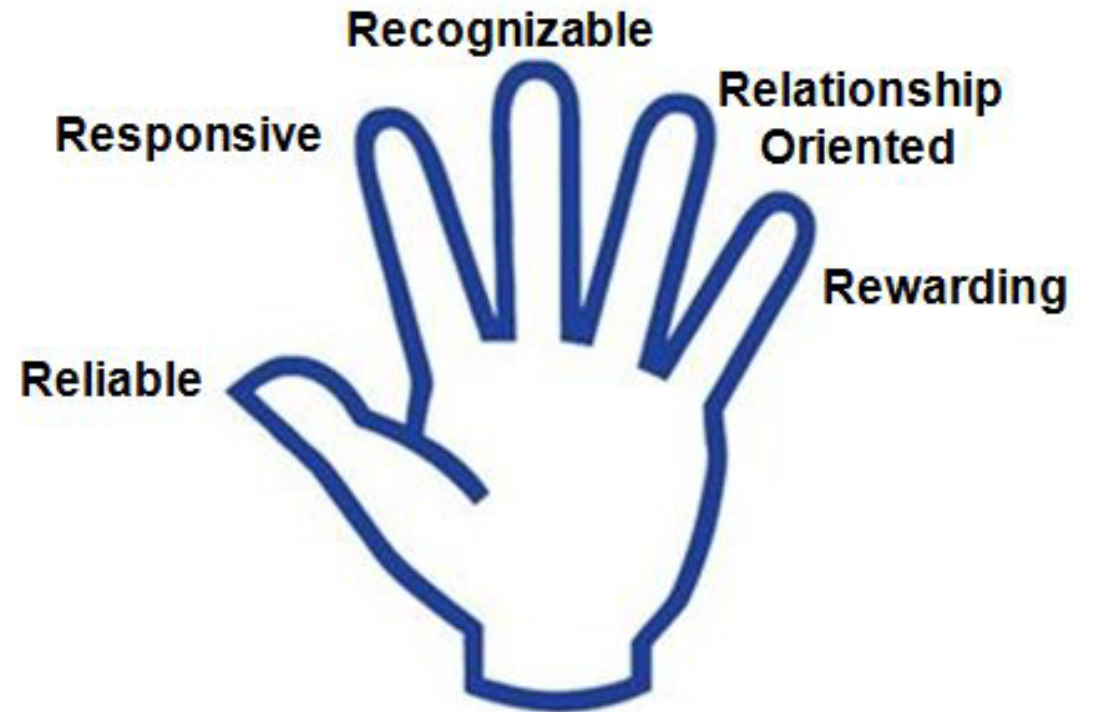 Recognizable
Relationship
Oriented
Responsive
Rewarding
Reliable